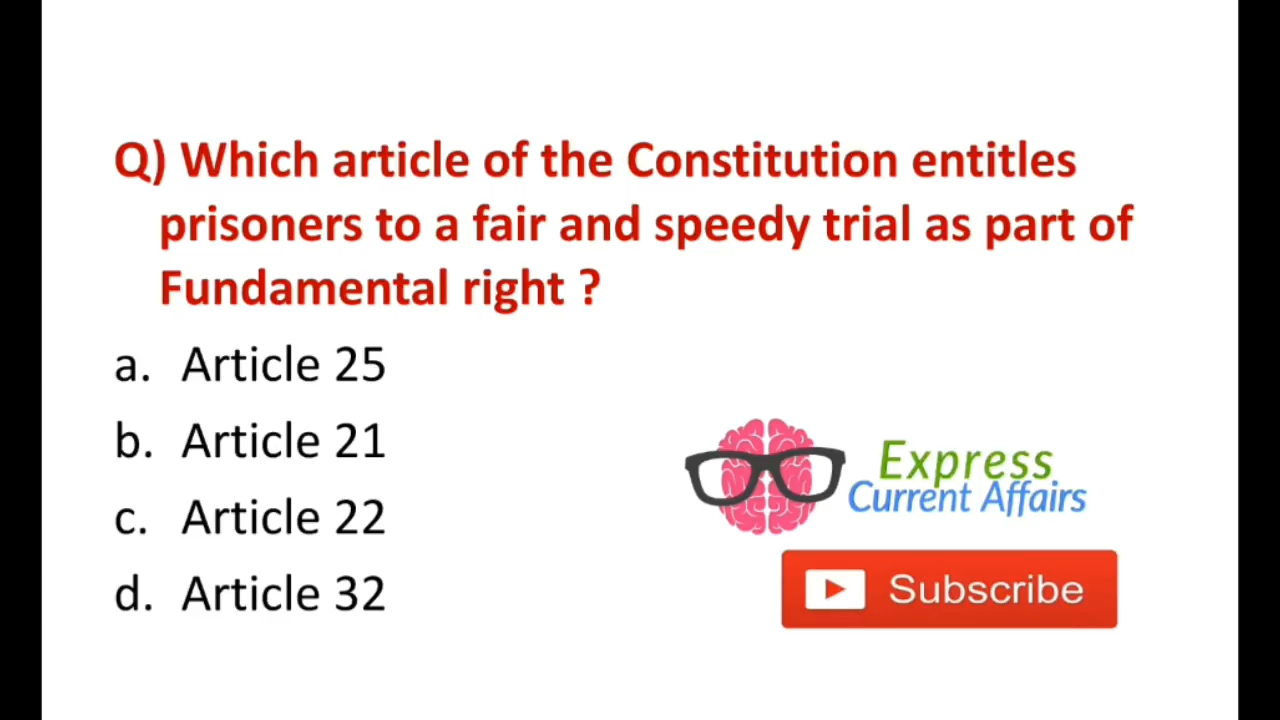 Q) Which article of the Constitution entitles
prisoners to a fair and speedy trial as part of
Fundamental right ?
a. Article 25
b. Article 21
c. Article 22
d. Article 32
Express
Current Affairs
Subscribe